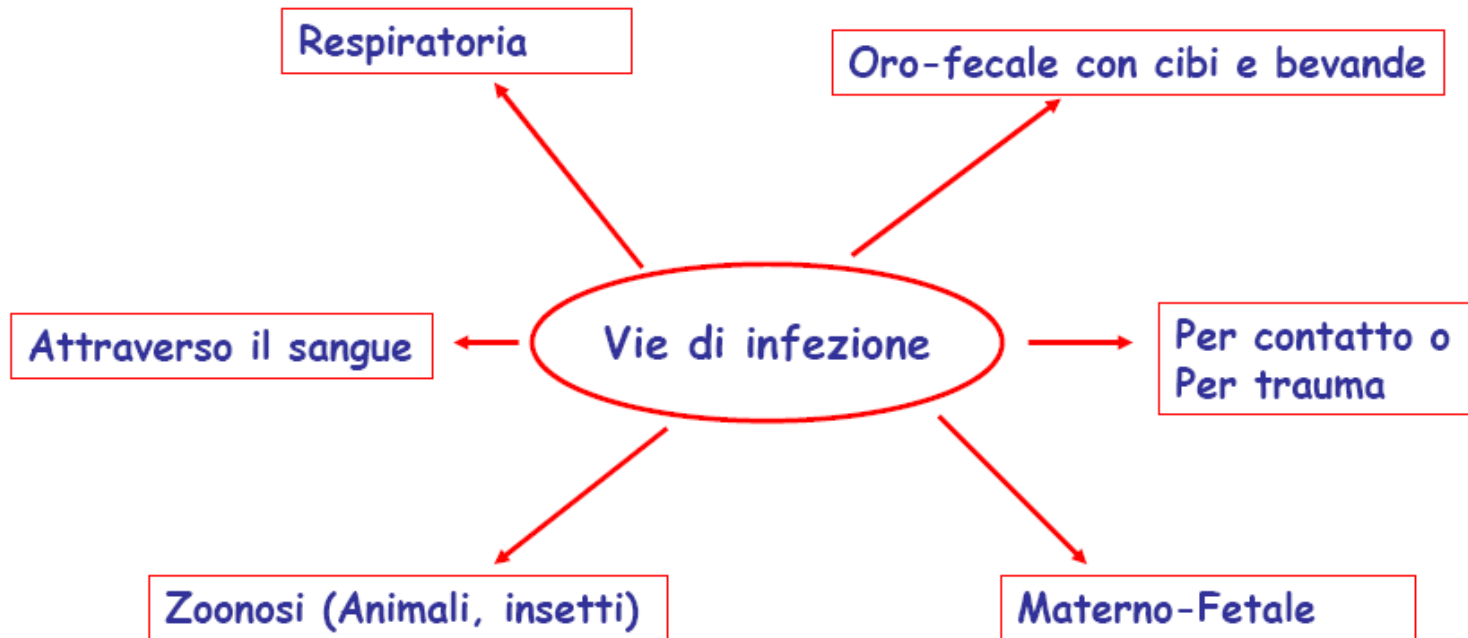 Respiratoria
Oro-fecale con cibi e bevande
Attraverso il sangue
Vie di infezione
Per contatto o
Per trauma
Zoonosi (Animali, insetti)
Materno-Fetale